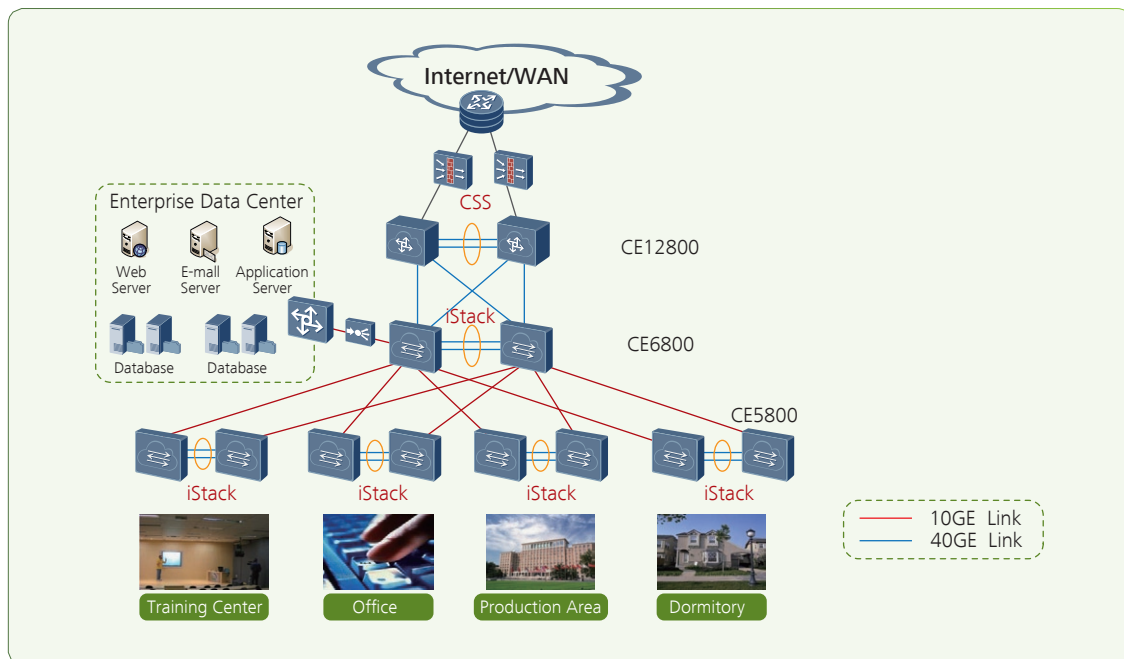 Internet/WAN
CSS
CE12800
Enterprise Data Center
Web
Server
E-mall
Server
Application
Server
Database
Database
iStack
CE6800
CE5800
iStack
iStack
iStack
iStack
10GE Link
40GE Link
Training Center
Office
Production Area
Dormitory